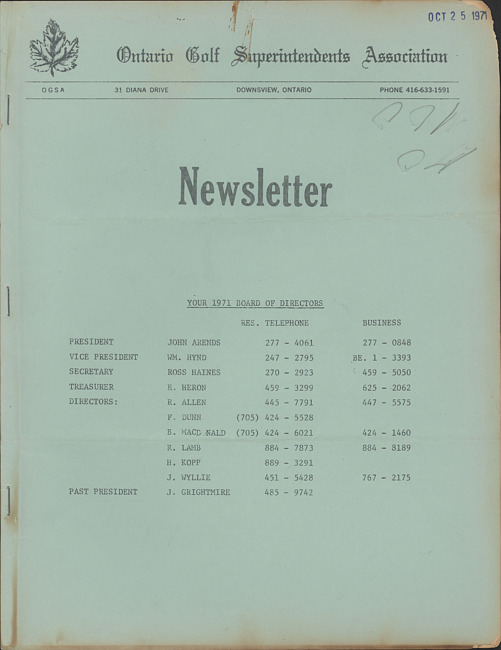 OCT 25 1971
Ontario Golf Superintendents Association
OGSA 31 DIANA DRIVE DOWNSVIEW, ONTARIO PHONE 416-633-1591
Newsletter
YOUR 1971 BOARD OF DIRECTORS
RES. TELEPHONE BUSINESS
PRESIDENT JOHN ARENDS 277 - 4061 277 - 0848
VICE PRESIDENT WM. HYND 247 - 2795 BE. 1 - 3393
SECRETARY ROSS HAINES 270 - 2923 459 - 5050
TREASURER K. HERON 459 - 3299 625 - 2062
DIRECTORS: R. ALLEN 445 - 7791 447 - 5575
F. DUNN (705) 424 - 5528
B. MACD NALD (705) 424 - 6021 424 - 1460
R. LAMB 884 - 7873 884 - 8189
H. KOPP 889 - 3291
J. WYLLIE 451 - 5428 767 - 2175
PAST PRESIDENT J. GRIGHTMIRE 485 - 9742